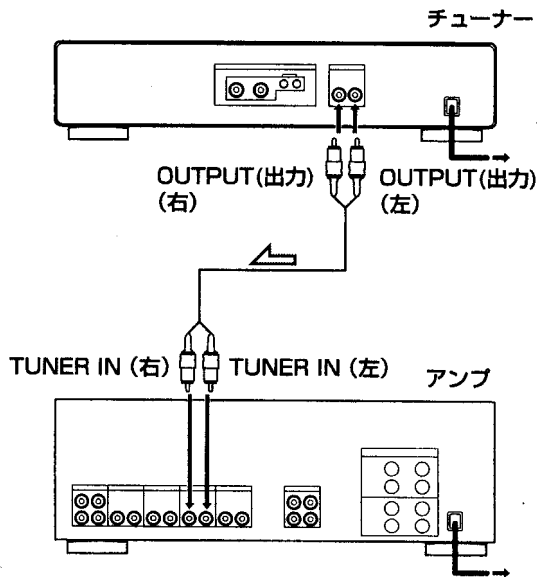 チューナー
OUTPUT(出力)
(右)
OUTPUT(出力)
(左)
TUNER IN (右)
TUNER IN (左)
アンプ